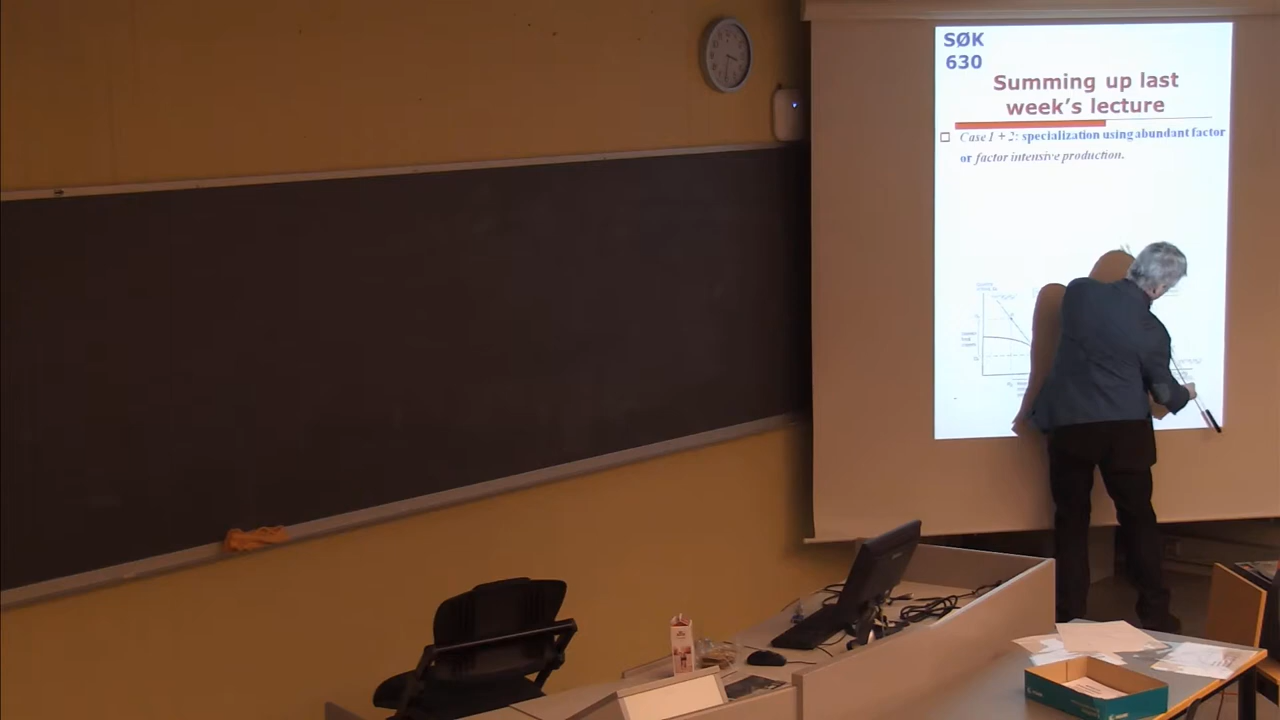 SØK
630
Summing up last
week's lecture
Case 1 + 2: specialization using abundant factor
or factor intensive production.